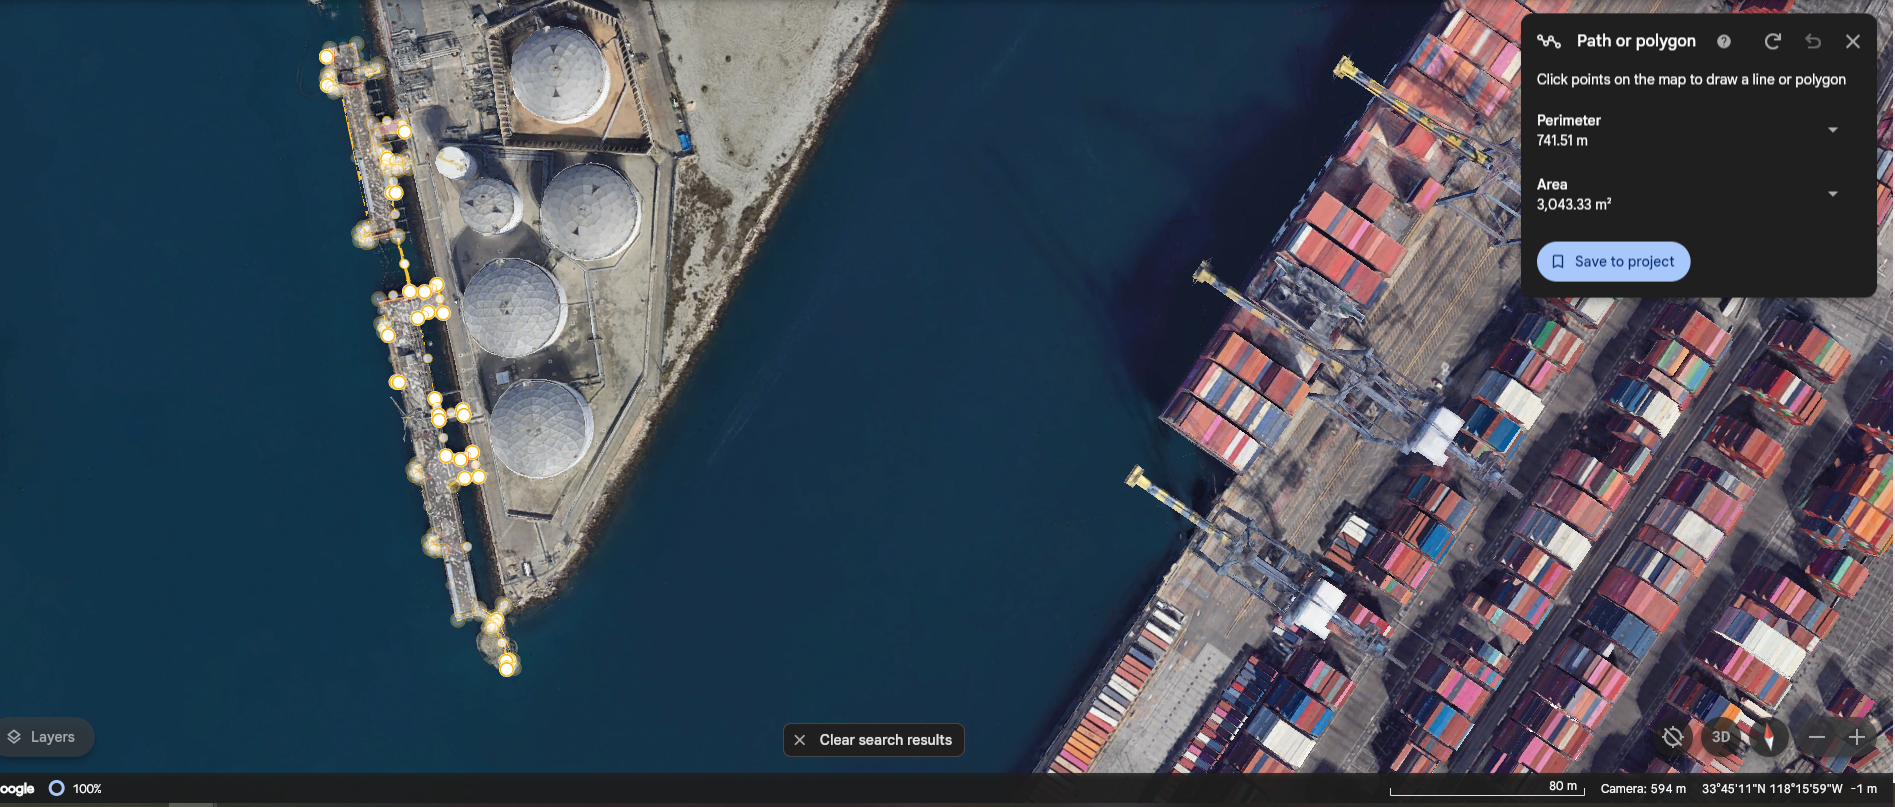 Path or polygon
Click points on the map to draw a line or polygon
Perimeter
741.51 m
Area
3,043.33 m²
Save to project
Layers
Clear search results
3D
oogle 100% 80 m Camera: 594 m 33°45'11"N 118°15'59"W -1 m